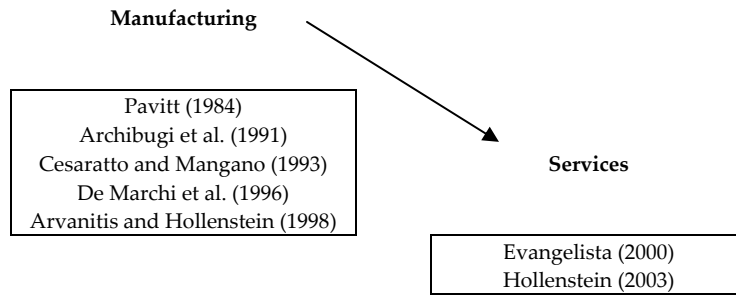 Manufacturing
Pavitt (1984)
Archibugi et al. (1991)
Cesaratto and Mangano (1993)
De Marchi et al. (1996)
Arvanitis and Hollenstein (1998)
Services
Evangelista (2000)
Hollenstein (2003)